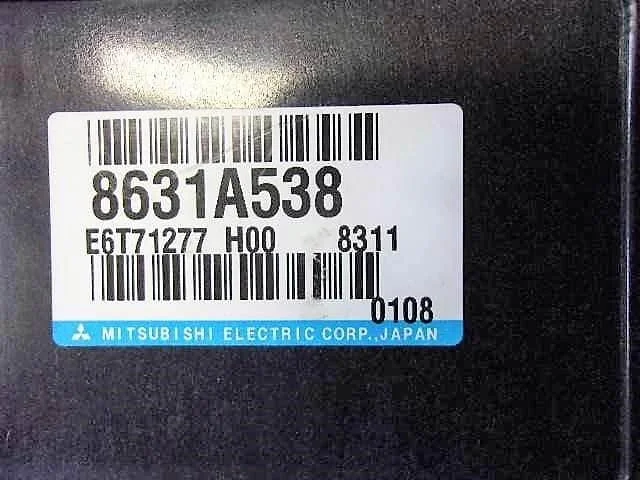 8631A538
E6T71277 H00 8311
0108
MITSUBISHI ELECTRIC CORP.,JAPAN